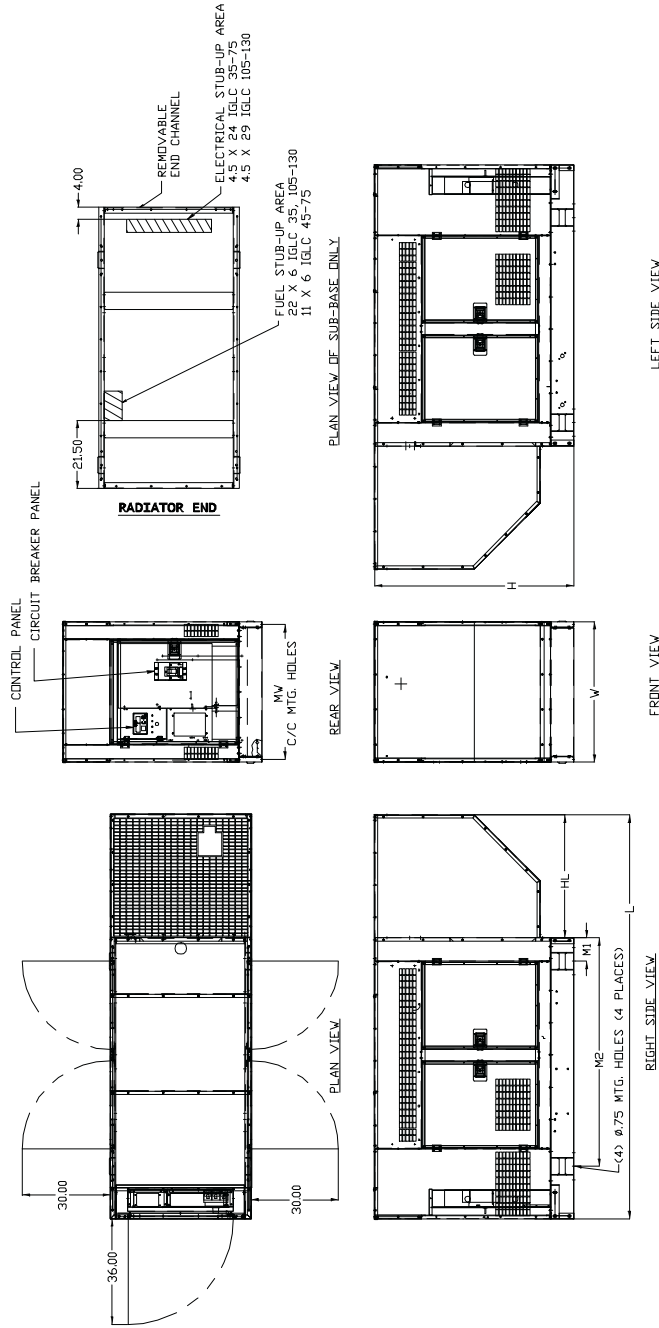 36.00
30.00
30.00
PLAN VIEW
CONTROL PANEL
CIRCUIT BREAKER PANEL
MW
C/C MTG. HOLES
REAR VIEW
21.50
4.00
REMOVABLE
END CHANNEL
ELECTRICAL STUB-UP AREA
4.5 X 24 IGLC 35-75
4.5 X 29 IGLC 105-130
FUEL STUB-UP AREA
22 X 6 IGLC 35, 105-130
11 X 6 IGLC 45-75
RADIATOR END
PLAN VIEW OF SUB-BASE ONLY
M1
HL
M2
L
(4) Ø.75 MTG. HOLES (4 PLACES)
RIGHT SIDE VIEW
W
FRONT VIEW
H
LEFT SIDE VIEW